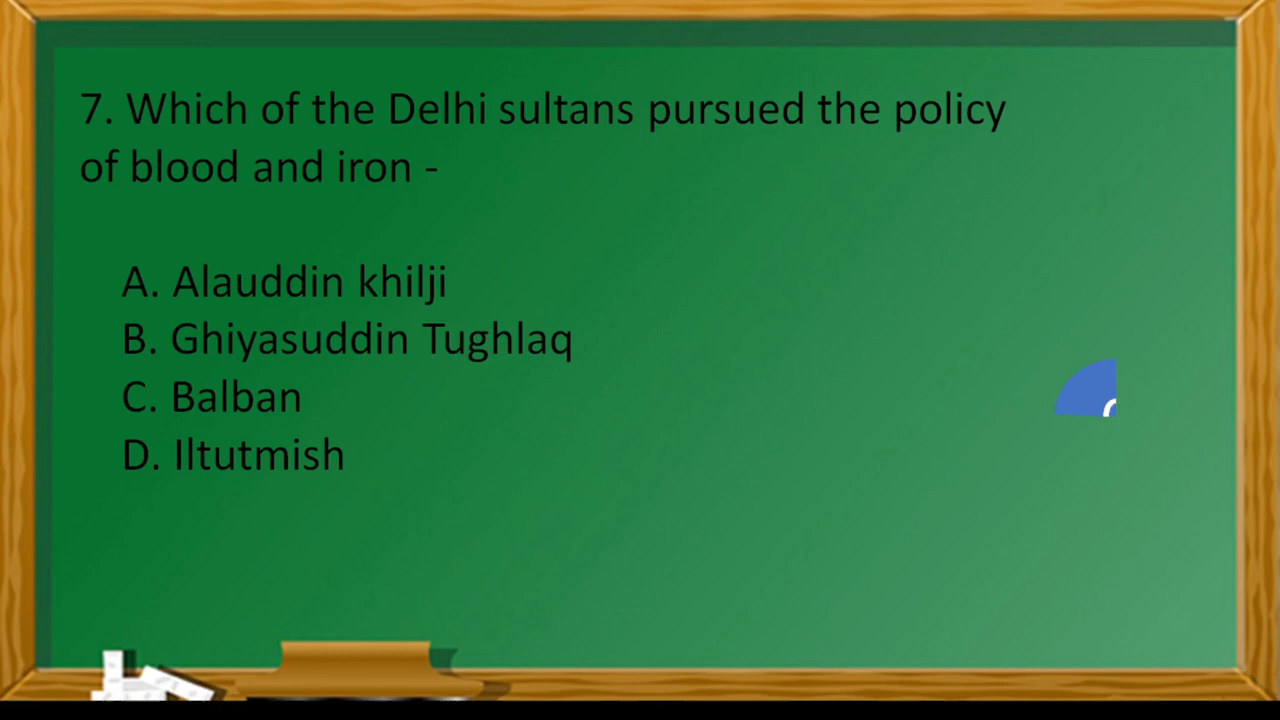 7. Which of the Delhi sultans pursued the policy
of blood and iron -
A. Alauddin khilji
B. Ghiyasuddin Tughlaq
C. Balban
D. Iltutmish